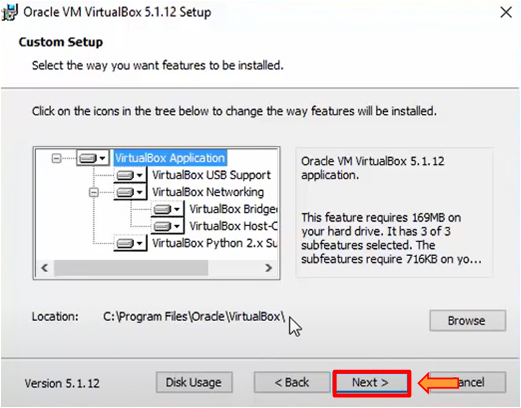 Oracle VM VirtualBox 5.1.12 Setup
Custom Setup
Select the way you want features to be installed.
Click on the icons in the tree below to change the way features will be installed.
VirtualBox Application
VirtualBox USB Support
VirtualBox Networking
VirtualBox Bridge
VirtualBox Host-C
VirtualBox Python 2.x Su
Oracle VM VirtualBox 5.1.12
application.
This feature requires 169MB on
your hard drive. It has 3 of 3
subfeatures selected. The
subfeatures require 716KB on yo...
Location: C:\Program Files\Oracle\VirtualBox\
Browse
Version 5.1.12
Disk Usage
< Back
Next >
ancel